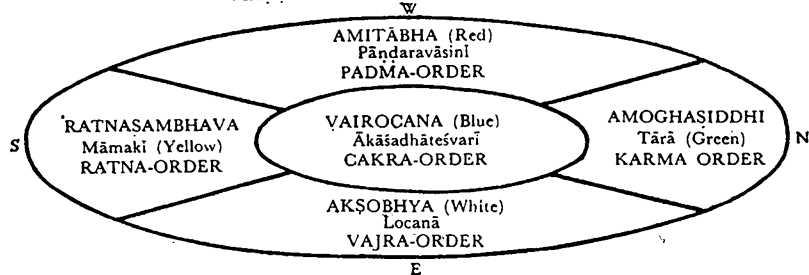 W
AMITĀBHA (Red)
Pāṇḍaravāsinī
PADMA-ORDER
S
RATNASAMBHAVA
Māmakī (Yellow)
RATNA-ORDER
VAIROCANA (Blue)
Ākāśadhāteśvarī
CAKRA-ORDER
AMOGHASIDDHI
Tārā (Green)
KARMA ORDER
N
AKṢOBHYA (White)
Locanā
VAJRA-ORDER
E